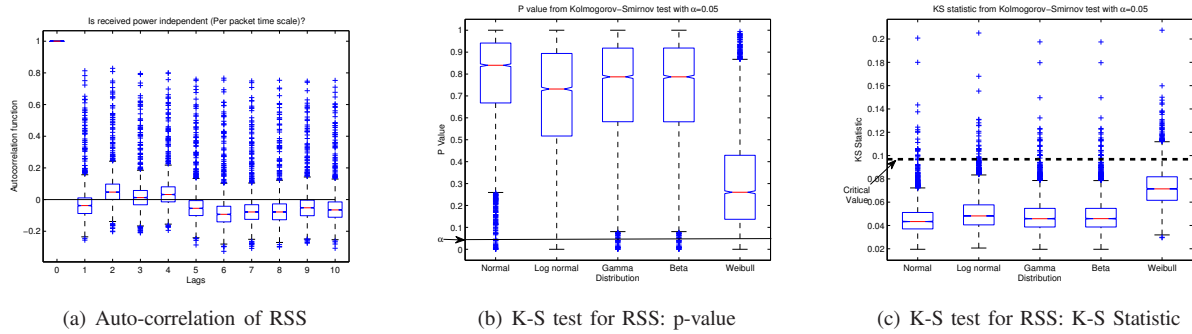 Is received power independent (Per packet time scale)?
1
0.8
0.6
0.4
0.2
0
−0.2
Autocorrelation function
0 1 2 3 4 5 6 7 8 9 10
Lags
(a) Auto-correlation of RSS
P value from Kolmogorov−Smirnov test with α=0.05
1
0.9
0.8
0.7
0.6
0.5
0.4
0.3
0.2
0.1
α
0
P Value
Normal Log normal Gamma Beta Weibull
Distribution
(b) K-S test for RSS: p-value
KS statistic from Kolmogorov−Smirnov test with α=0.05
0.2
0.18
0.16
0.14
0.12
0.1
0.08
0.06
0.04
0.02
KS Statistic
Critical
Value
Normal Log normal Gamma Beta Weibull
Distribution
(c) K-S test for RSS: K-S Statistic